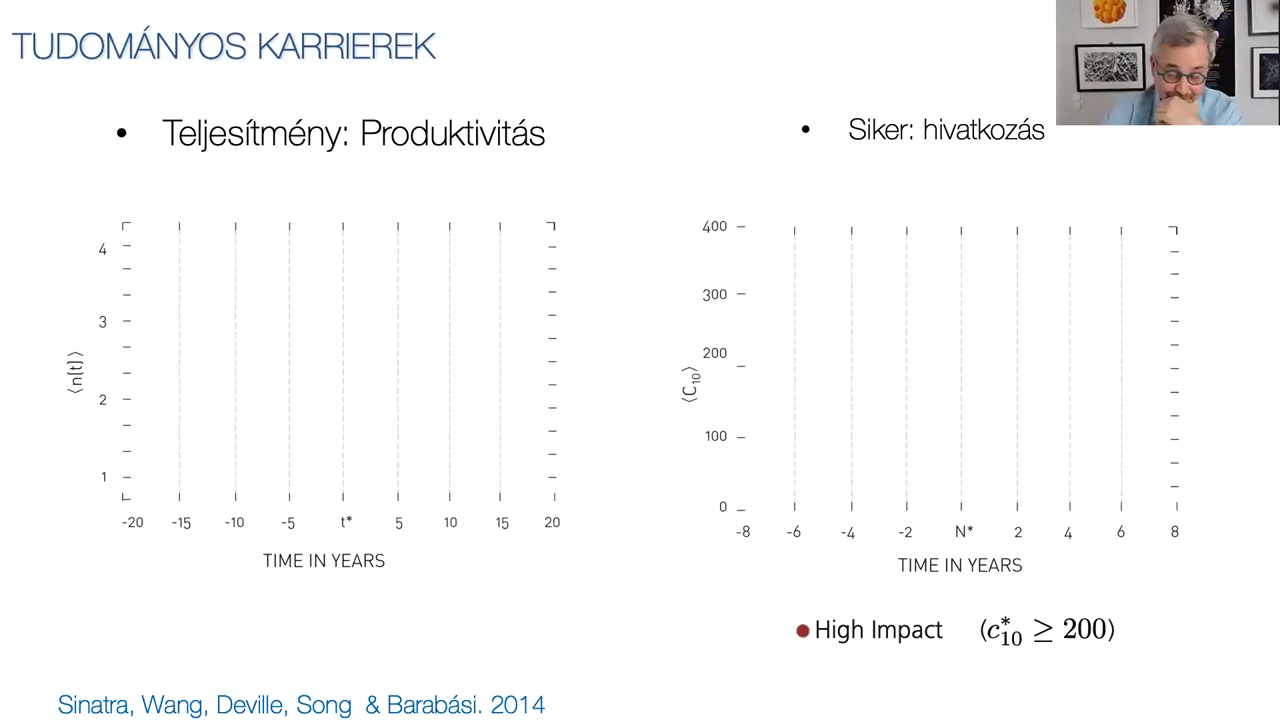 TUDOMÁNYOS KARRIEREK
• Teljesítmény: Produktivitás
4
3
2
1
⟨n(t)⟩
-20 -15 -10 -5 t* 5 10 15 20
TIME IN YEARS
• Siker: hivatkozás
400
300
200
100
0
⟨C10⟩
-8 -6 -4 -2 N* 2 4 6 8
TIME IN YEARS
High Impact (c*10 ≥ 200)
Sinatra, Wang, Deville, Song & Barabási. 2014